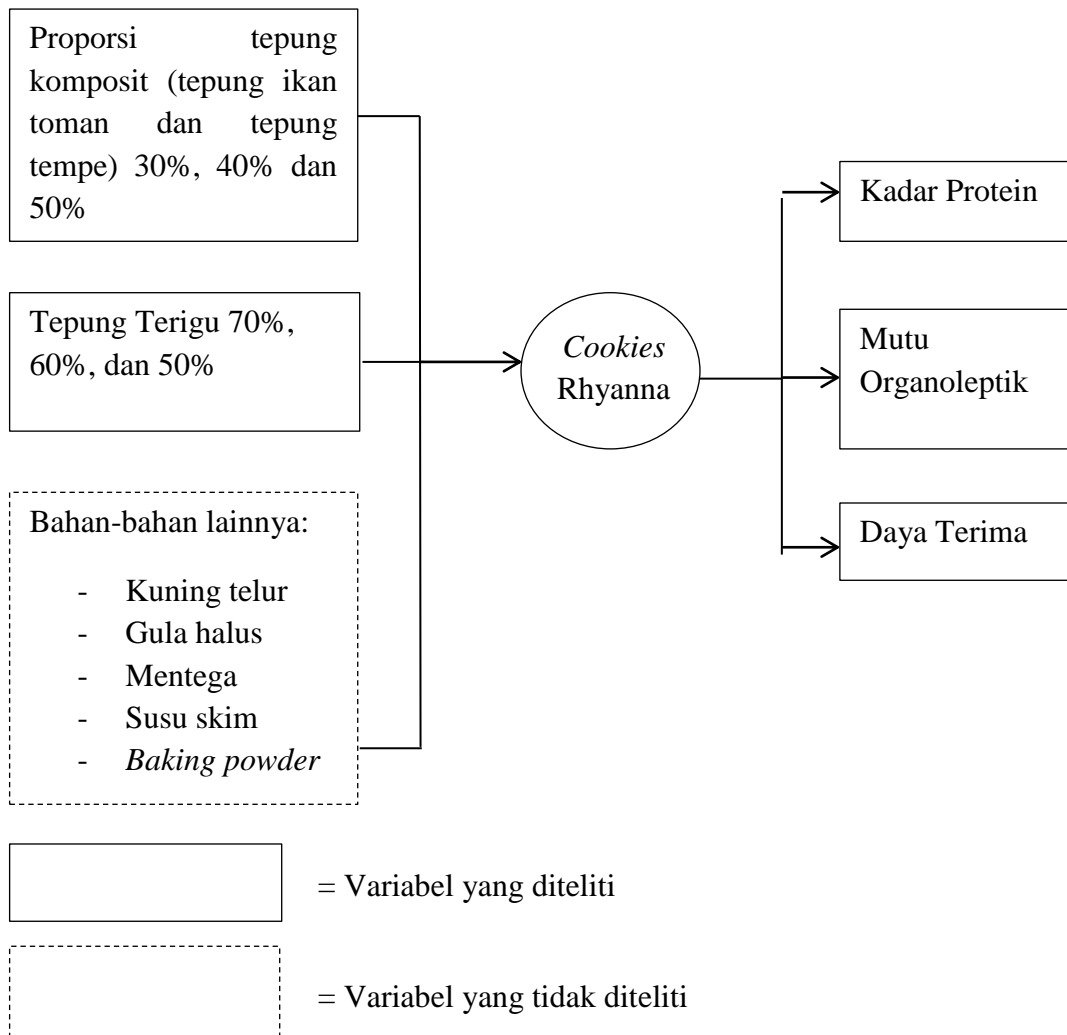 Proporsi tepung
komposit (tepung ikan
toman dan tepung
tempe) 30%, 40% dan
50%
Tepung Terigu 70%,
60%, dan 50%
Bahan-bahan lainnya:
- Kuning telur
- Gula halus
- Mentega
- Susu skim
- Baking powder
Cookies
Rhyanna
Kadar Protein
Mutu
Organoleptik
Daya Terima
= Variabel yang diteliti
= Variabel yang tidak diteliti